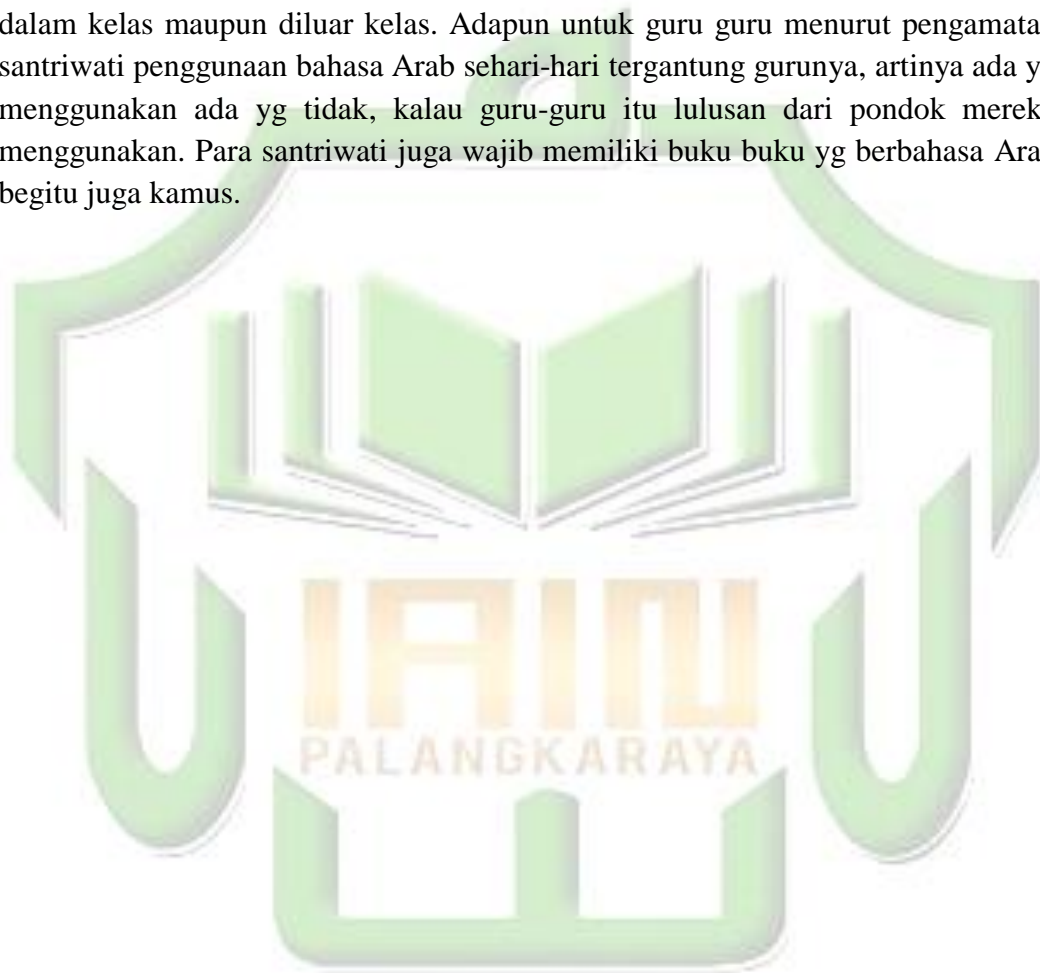 dalam kelas maupun diluar kelas. Adapun untuk guru guru menurut pengamata
santriwati penggunaan bahasa Arab sehari-hari tergantung gurunya, artinya ada y
menggunakan ada yg tidak, kalau guru-guru itu lulusan dari pondok merek
menggunakan. Para santriwati juga wajib memiliki buku buku yg berbahasa Ara
begitu juga kamus.
IAIN
PALANGKARAYA